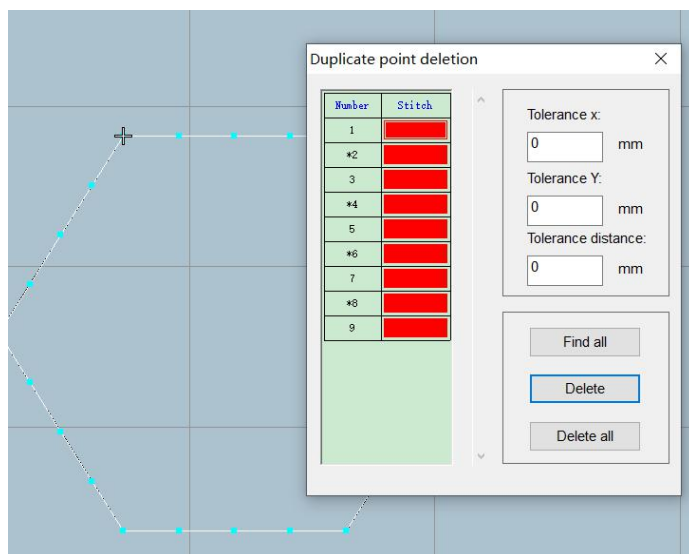 Duplicate point deletion
Number Stitch
1
*2
3
*4
5
*6
7
*8
9
Tolerance x:
0 mm
Tolerance Y:
0 mm
Tolerance distance:
0 mm
Find all
Delete
Delete all